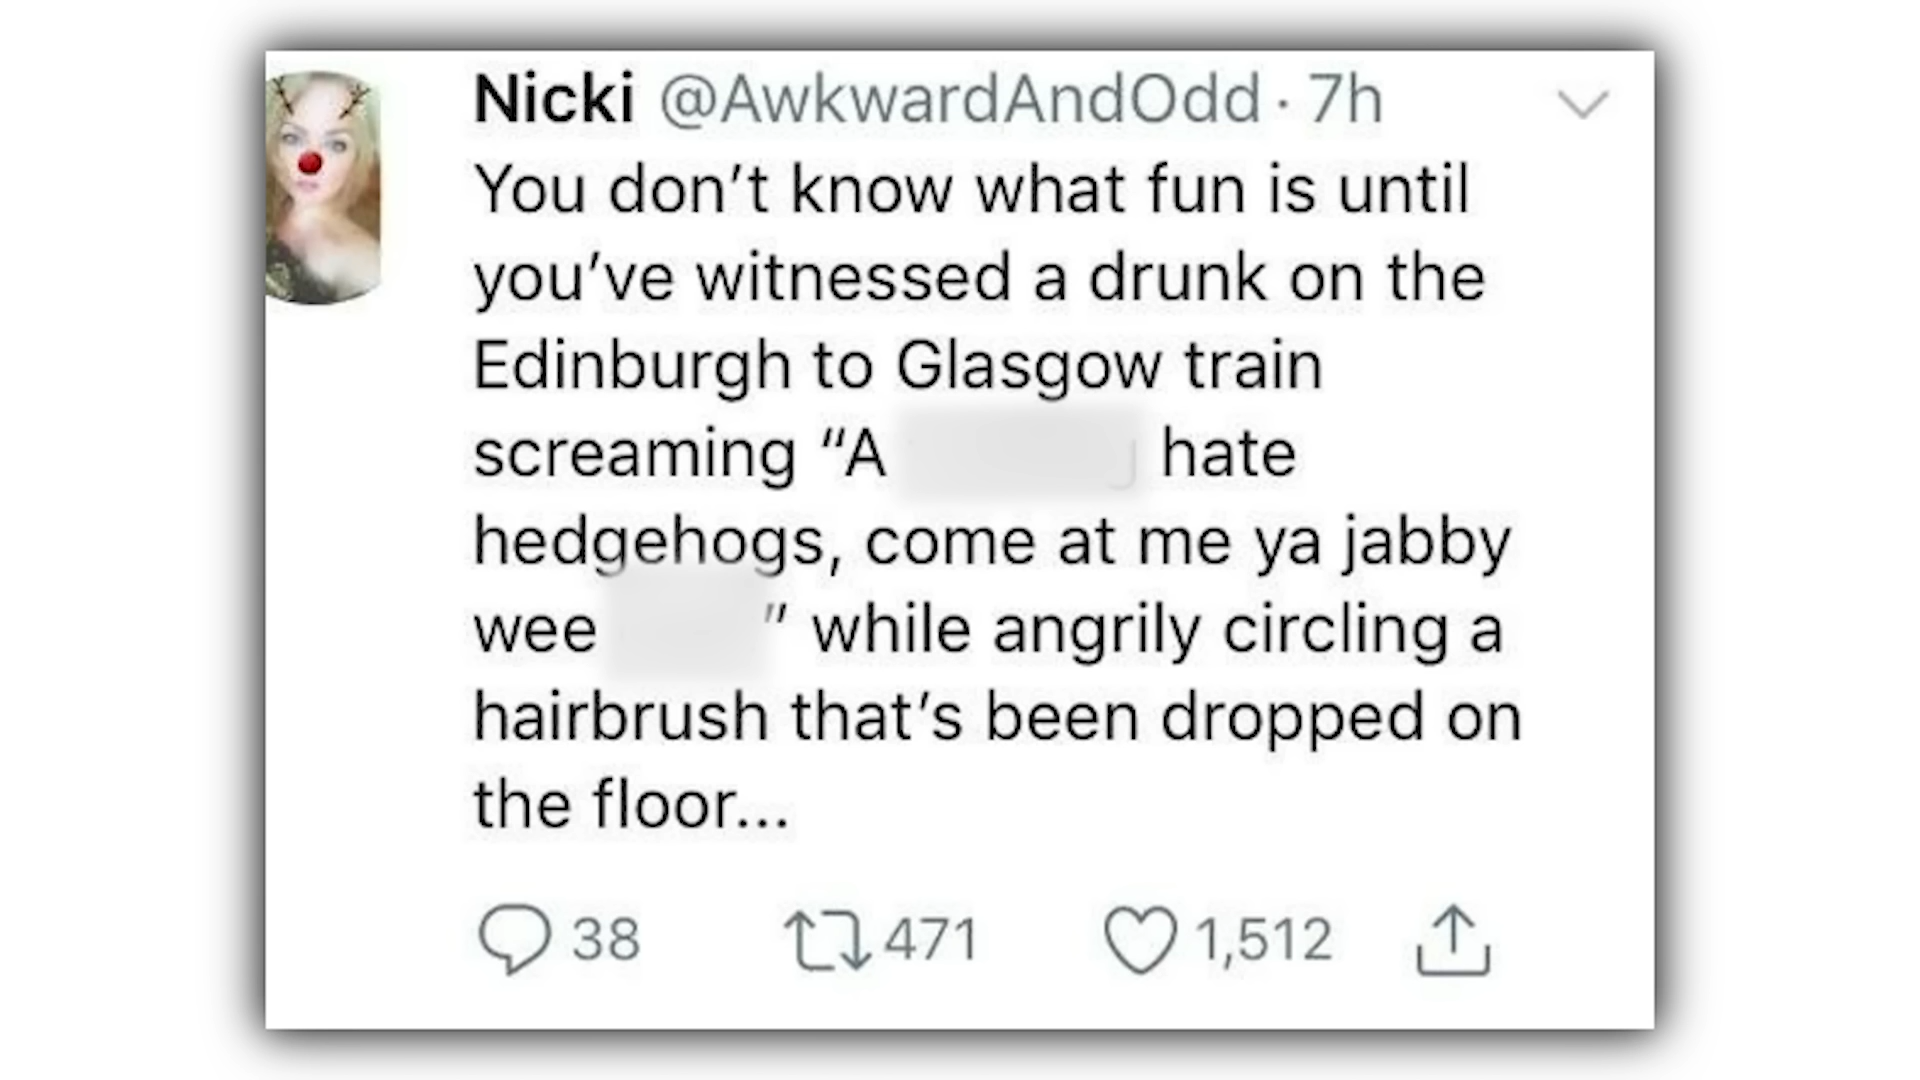 Nicki @AwkwardAndOdd · 7h
You don’t know what fun is until
you’ve witnessed a drunk on the
Edinburgh to Glasgow train
screaming “A hate
hedgehogs, come at me ya jabby
wee ” while angrily circling a
hairbrush that’s been dropped on
the floor...
38 471 1,512